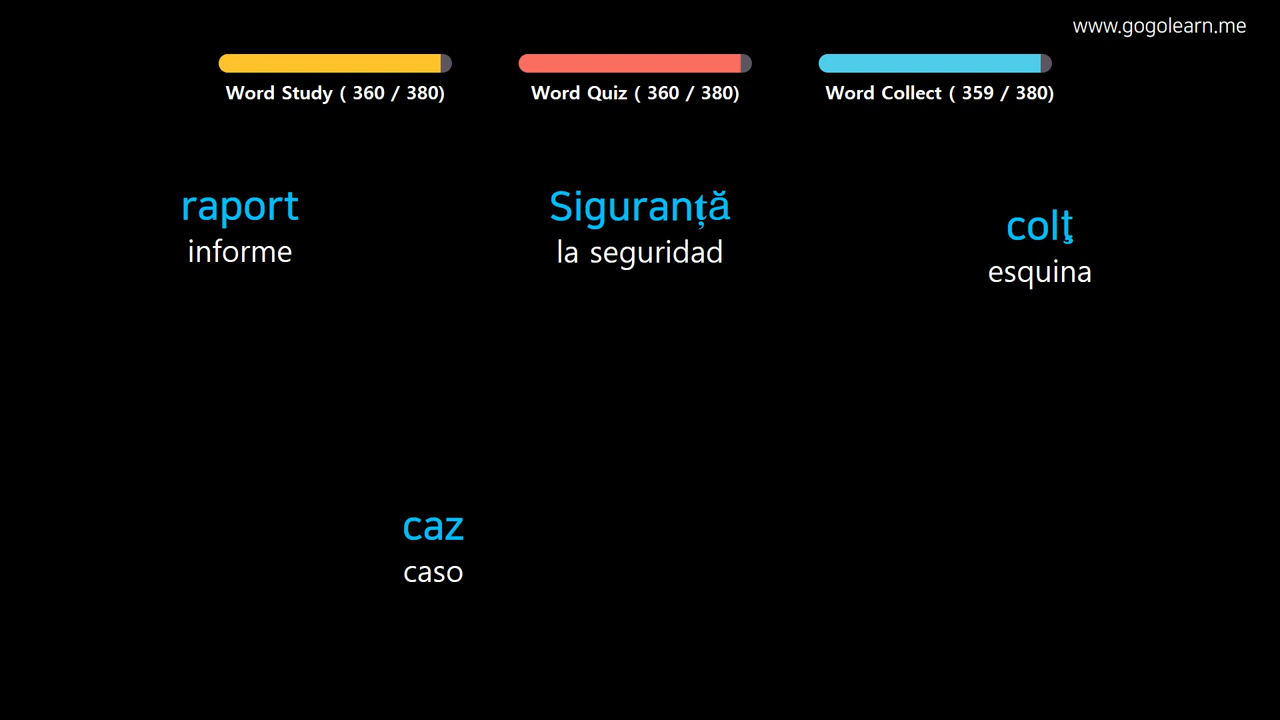 www.gogolearn.me
Word Study ( 360 / 380)
Word Quiz ( 360 / 380)
Word Collect ( 359 / 380)
raport
informe
Siguranță
la seguridad
colţ
esquina
caz
caso